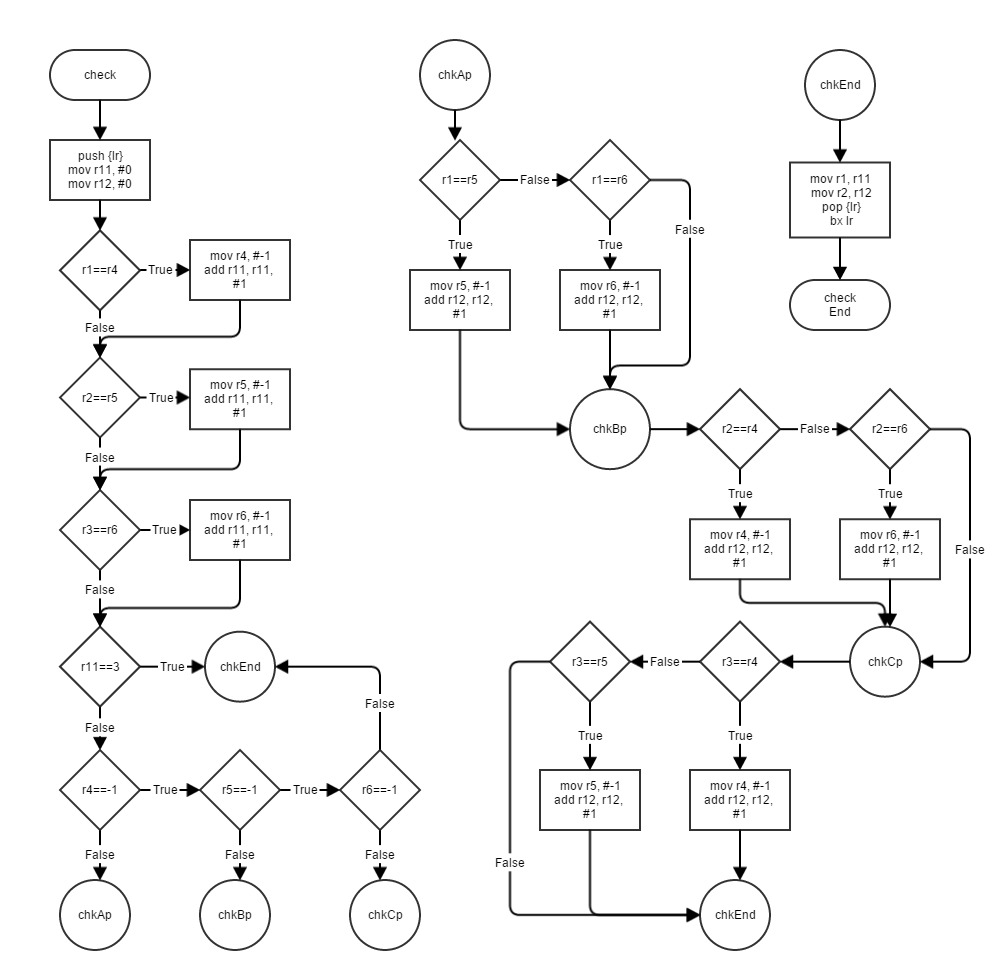 check
push {lr}
mov r11, #0
mov r12, #0
r1==r4
True
mov r4, #-1
add r11, r11,
#1
False
r2==r5
True
mov r5, #-1
add r11, r11,
#1
False
r3==r6
True
mov r6, #-1
add r11, r11,
#1
False
r11==3
True
chkEnd
False
False
r4==-1
True
r5==-1
True
r6==-1
False
False
False
chkAp
chkBp
chkCp
chkAp
r1==r5
False
r1==r6
False
True
True
mov r5, #-1
add r12, r12,
#1
mov r6, #-1
add r12, r12,
#1
chkBp
r2==r4
False
r2==r6
True
True
False
mov r4, #-1
add r12, r12,
#1
mov r6, #-1
add r12, r12,
#1
chkCp
r3==r4
False
r3==r5
True
True
mov r5, #-1
add r12, r12,
#1
mov r4, #-1
add r12, r12,
#1
False
chkEnd
chkEnd
mov r1, r11
mov r2, r12
pop {lr}
bx lr
check
End